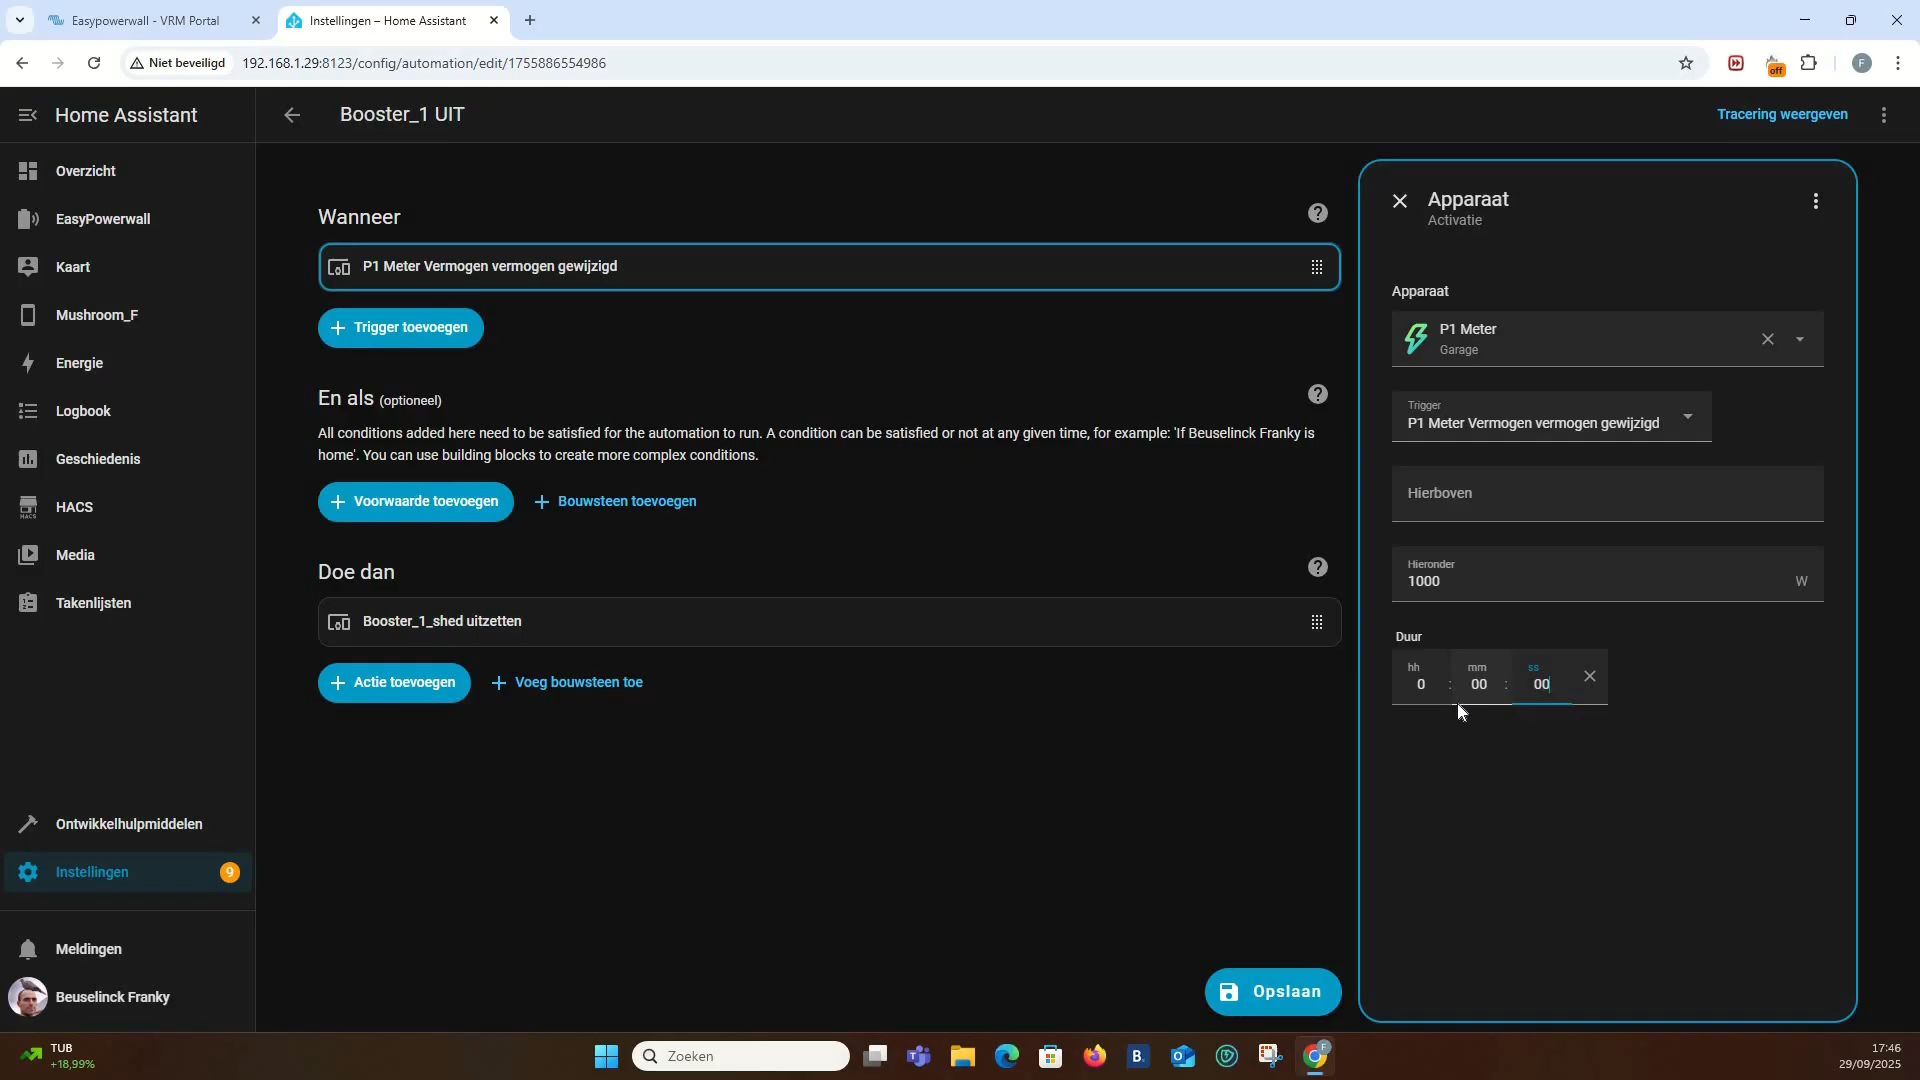 Easypowerwall - VRM Portal
Instellingen – Home Assistant
Niet beveiligd
192.168.1.29:8123/config/automation/edit/1755886554986
off
F
Home Assistant
Booster_1 UIT
Tracering weergeven
Overzicht
EasyPowerwall
Kaart
Mushroom_F
Energie
Logbook
Geschiedenis
HACS
HACS
Media
Takenlijsten
Ontwikkelhulpmiddelen
Instellingen
9
Meldingen
Beuselinck Franky
Wanneer
P1 Meter Vermogen vermogen gewijzigd
Trigger toevoegen
En als (optioneel)
All conditions added here need to be satisfied for the automation to run. A condition can be satisfied or not at any given time, for example: 'If Beuselinck Franky is
home'. You can use building blocks to create more complex conditions.
Voorwaarde toevoegen
Bouwsteen toevoegen
Doe dan
Booster_1_shed uitzetten
Actie toevoegen
Voeg bouwsteen toe
Opslaan
Apparaat
Activatie
Apparaat
P1 Meter
Garage
Trigger
P1 Meter Vermogen vermogen gewijzigd
Hierboven
Hieronder
1000
W
Duur
hh
mm
ss
0 : 00 : 00
TUB
+18,99%
Zoeken
B.
F
17:46
29/09/2025